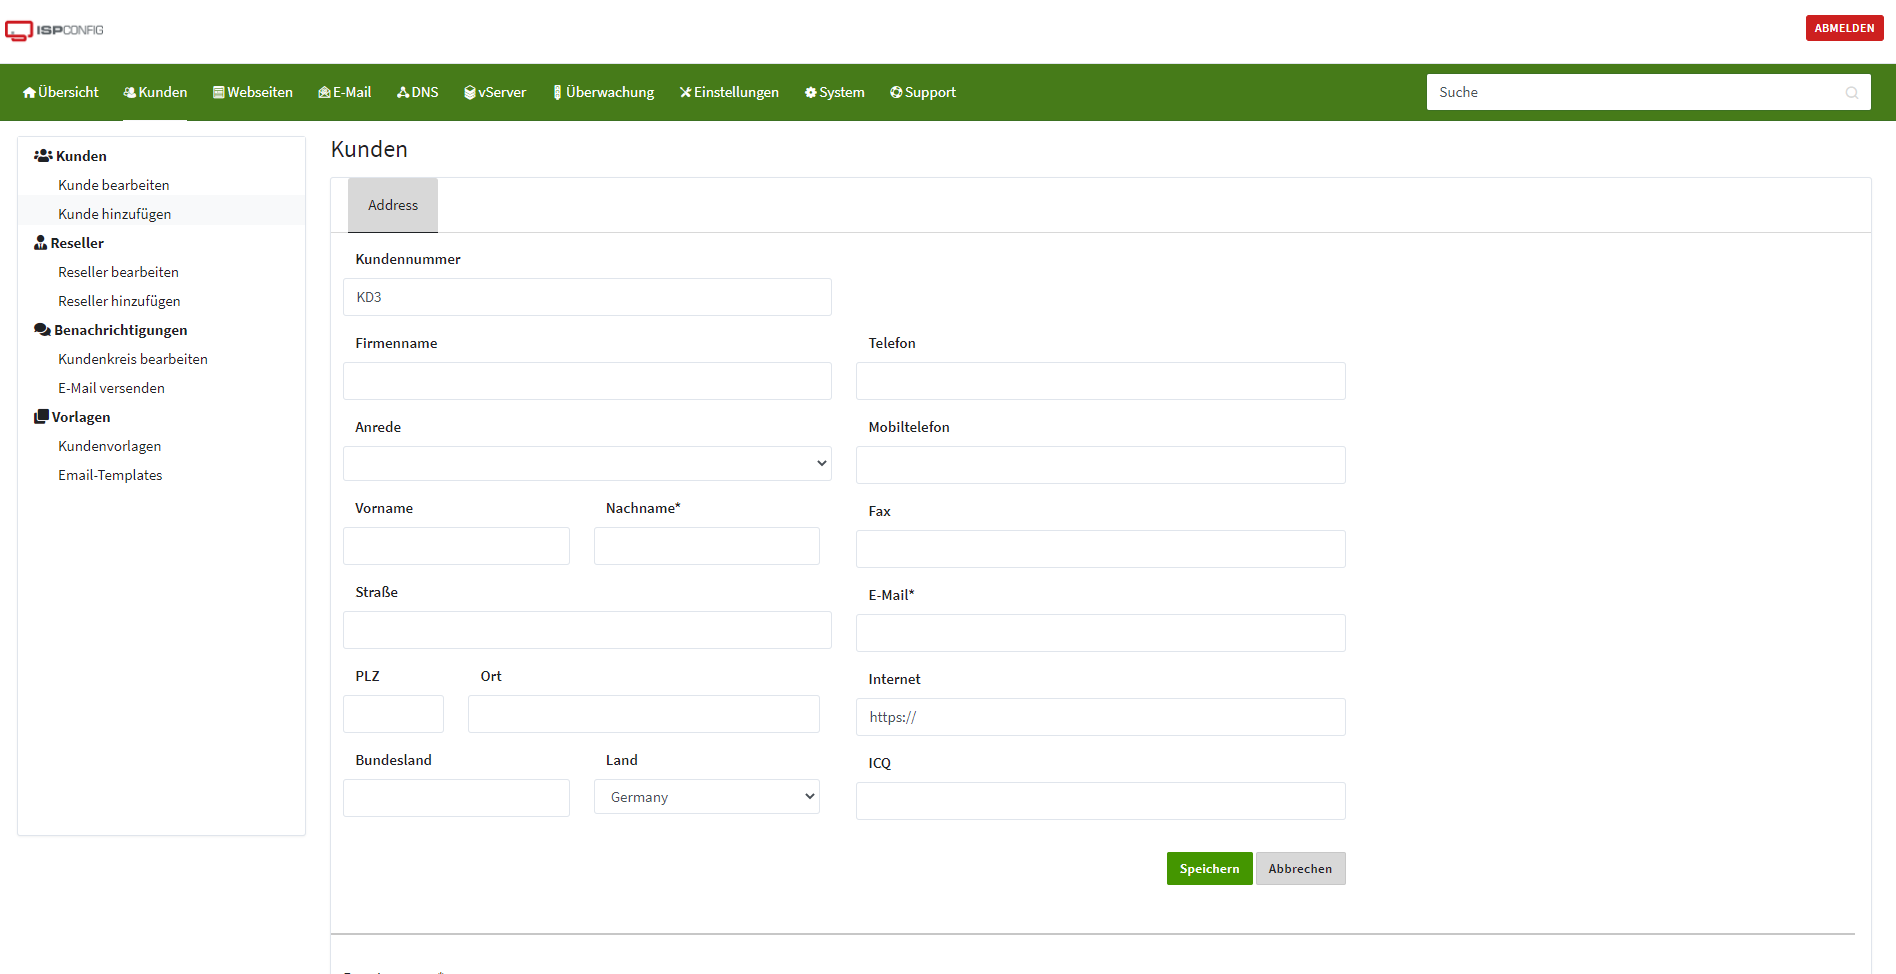 ISPCONFIG
ABMELDEN
Übersicht Kunden Webseiten E-Mail DNS vServer Überwachung Einstellungen System Support Suche
Kunden
Kunde bearbeiten
Kunde hinzufügen
Reseller
Reseller bearbeiten
Reseller hinzufügen
Benachrichtigungen
Kundenkreis bearbeiten
E-Mail versenden
Vorlagen
Kundenvorlagen
Email-Templates
Kunden
Address
Kundennummer
KD3
Firmenname Telefon
Anrede Mobiltelefon
Vorname Nachname* Fax
Straße E-Mail*
PLZ Ort Internet
https://
Bundesland Land ICQ
Germany
Speichern Abbrechen